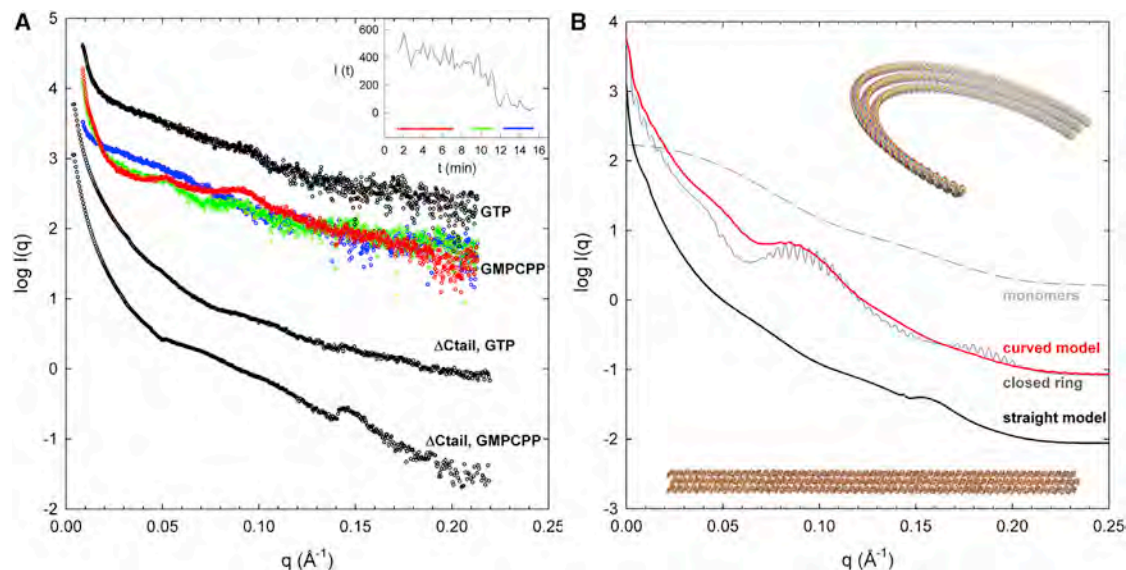 A
5
4
3
2
1
0
-1
-2
log I(q)
0.00 0.05 0.10 0.15 0.20 0.25
q (Å⁻¹)
600
400
200
0
I (t)
0 2 4 6 8 10 12 14 16
t (min)
GTP
GMPCPP
ΔCtail, GTP
ΔCtail, GMPCPP
B
4
3
2
1
0
-1
-2
-3
log I(q)
monomers
curved model
closed ring
straight model
0.00 0.05 0.10 0.15 0.20 0.25
q (Å⁻¹)